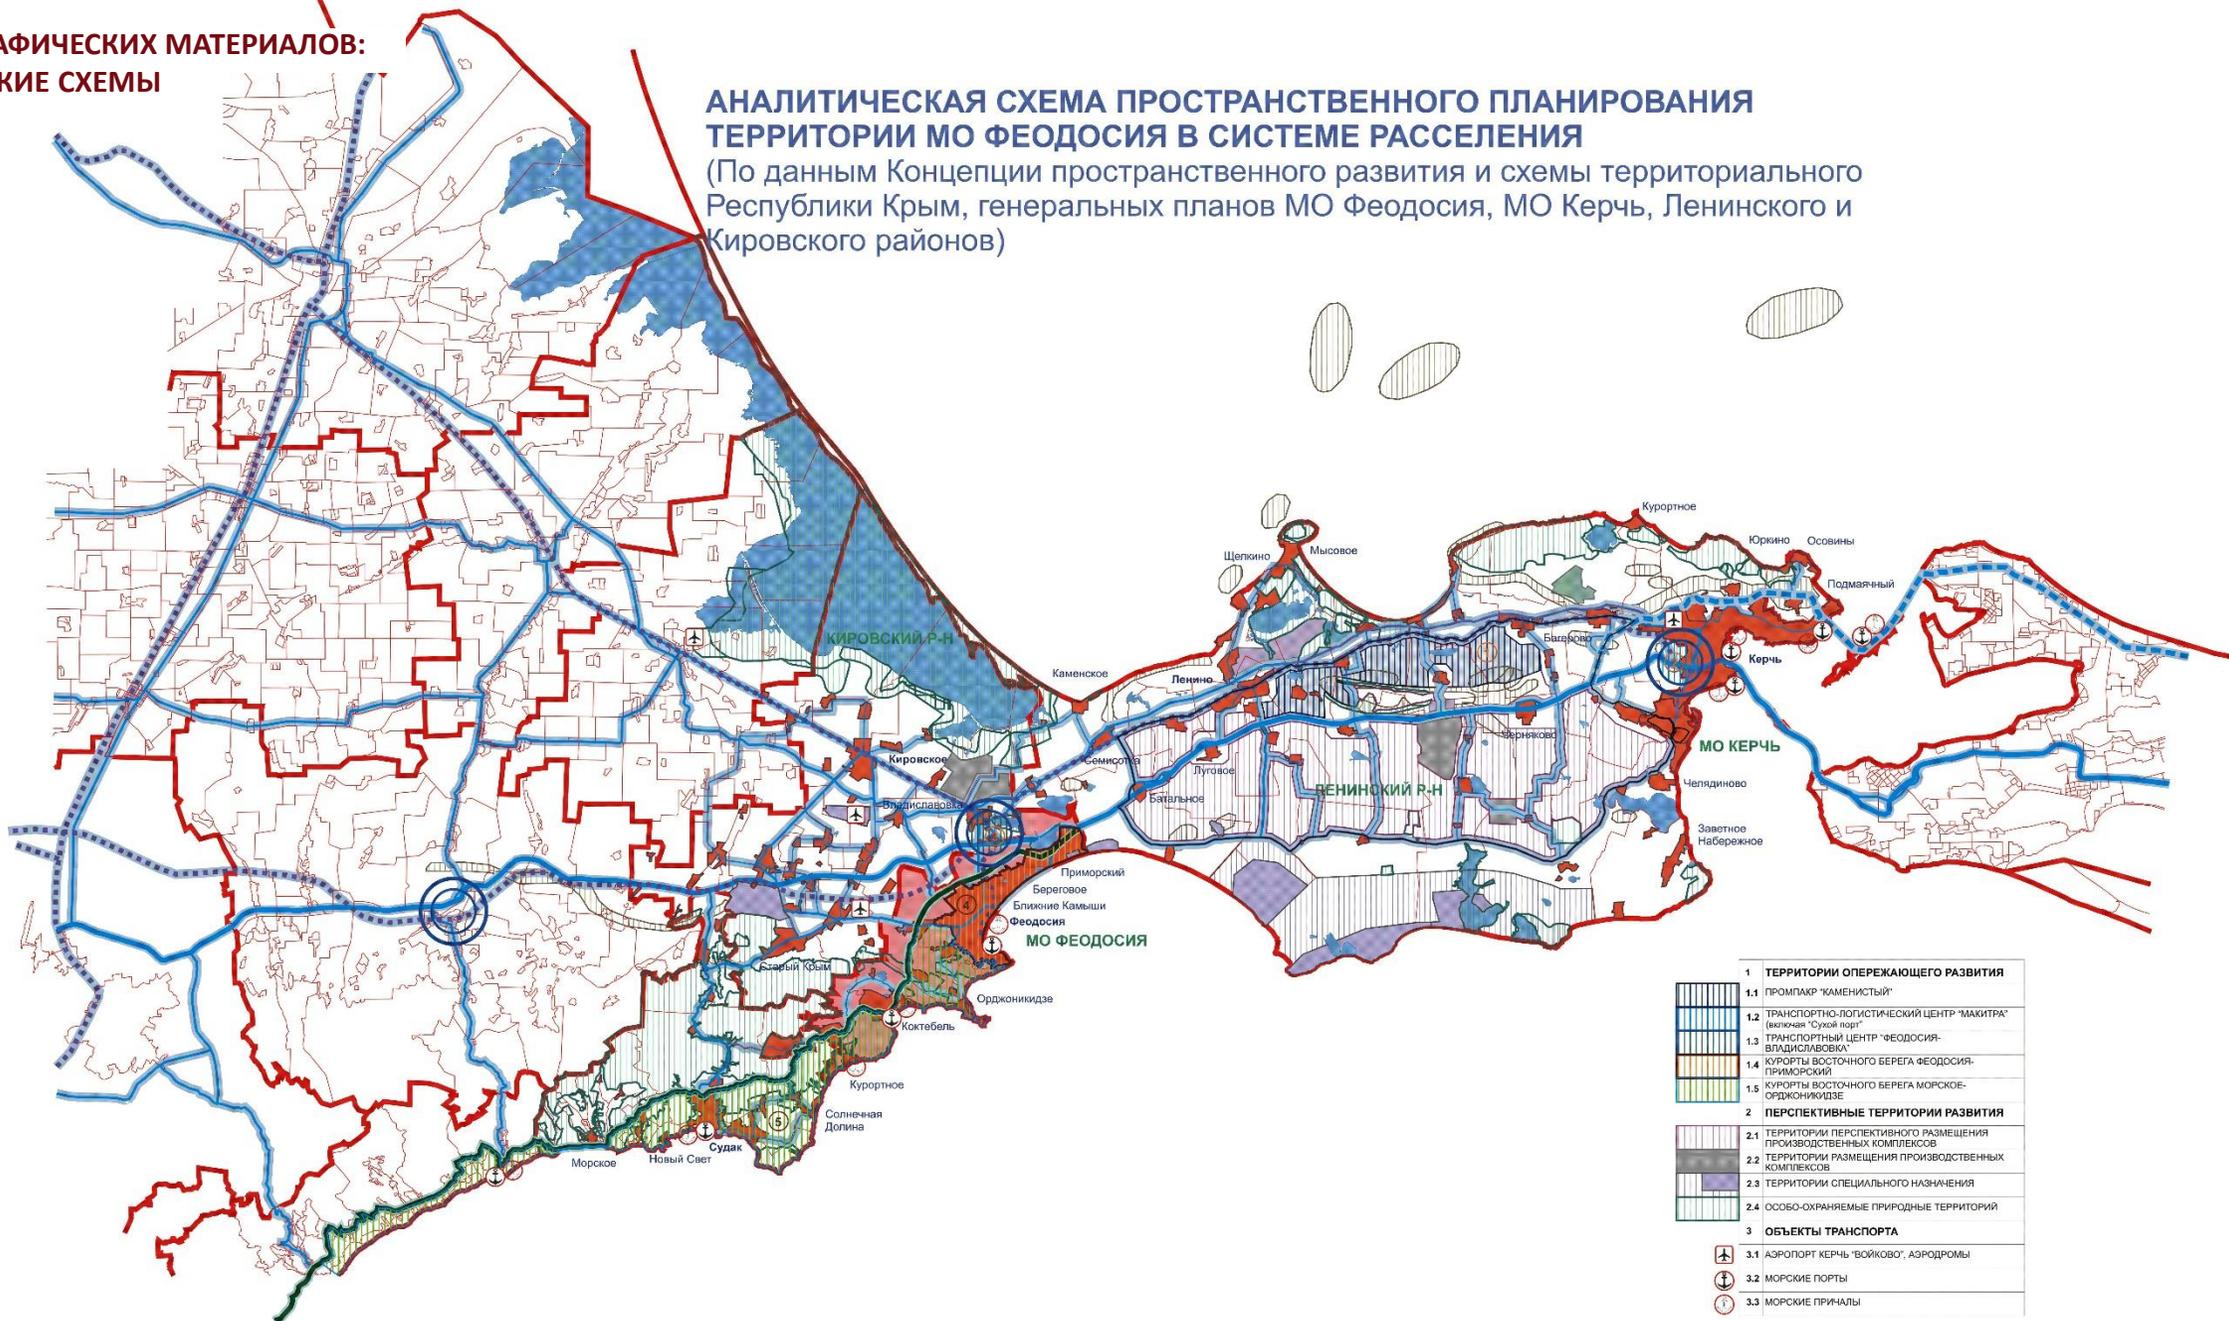 АФИЧЕСКИХ МАТЕРИАЛОВ:
КИЕ СХЕМЫ
АНАЛИТИЧЕСКАЯ СХЕМА ПРОСТРАНСТВЕННОГО ПЛАНИРОВАНИЯ
ТЕРРИТОРИИ МО ФЕОДОСИЯ В СИСТЕМЕ РАССЕЛЕНИЯ
(По данным Концепции пространственного развития и схемы территориального
Республики Крым, генеральных планов МО Феодосия, МО Керчь, Ленинского и
Кировского районов)
Курортное
Юркино
Осовины
Щелкино
Мысовое
Подмаячный
КИРОВСКИЙ Р-Н
Багерово
Керчь
Каменское
Ленино
Черняково
МО КЕРЧЬ
Кировское
Семисотка
Луговое
Челядиново
Владиславовка
Батальное
ЛЕНИНСКИЙ Р-Н
Заветное
Набережное
Приморский
Береговое
Ближние Камыши
4
Феодосия
МО ФЕОДОСИЯ
Старый Крым
Орджоникидзе
Коктебель
Курортное
Солнечная
Долина
5
Судак
Новый Свет
Морское
1 ТЕРРИТОРИИ ОПЕРЕЖАЮЩЕГО РАЗВИТИЯ
1.1 ПРОМПАКР "КАМЕНИСТЫЙ"
1.2 ТРАНСПОРТНО-ЛОГИСТИЧЕСКИЙ ЦЕНТР "МАКИТРА"
(включая "Сухой порт"
1.3 ТРАНСПОРТНЫЙ ЦЕНТР "ФЕОДОСИЯ-
ВЛАДИСЛАВОВКА"
1.4 КУРОРТЫ ВОСТОЧНОГО БЕРЕГА ФЕОДОСИЯ-
ПРИМОРСКИЙ
1.5 КУРОРТЫ ВОСТОЧНОГО БЕРЕГА МОРСКОЕ-
ОРДЖОНИКИДЗЕ
2 ПЕРСПЕКТИВНЫЕ ТЕРРИТОРИИ РАЗВИТИЯ
2.1 ТЕРРИТОРИИ ПЕРСПЕКТИВНОГО РАЗМЕЩЕНИЯ
ПРОИЗВОДСТВЕННЫХ КОМПЛЕКСОВ
2.2 ТЕРРИТОРИИ РАЗМЕЩЕНИЯ ПРОИЗВОДСТВЕННЫХ
КОМПЛЕКСОВ
2.3 ТЕРРИТОРИИ СПЕЦИАЛЬНОГО НАЗНАЧЕНИЯ
2.4 ОСОБО-ОХРАНЯЕМЫЕ ПРИРОДНЫЕ ТЕРРИТОРИЙ
3 ОБЪЕКТЫ ТРАНСПОРТА
3.1 АЭРОПОРТ КЕРЧЬ "ВОЙКОВО", АЭРОДРОМЫ
3.2 МОРСКИЕ ПОРТЫ
3.3 МОРСКИЕ ПРИЧАЛЫ